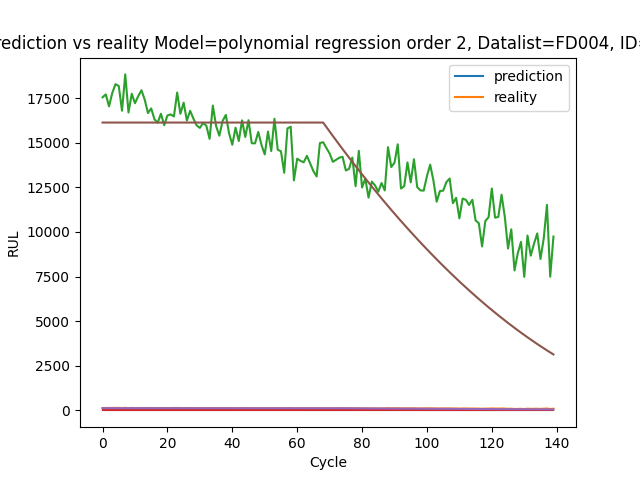 rediction vs reality Model=polynomial regression order 2, Datalist=FD004, ID=
prediction
reality
RUL
17500
15000
12500
10000
7500
5000
2500
0
0 20 40 60 80 100 120 140
Cycle